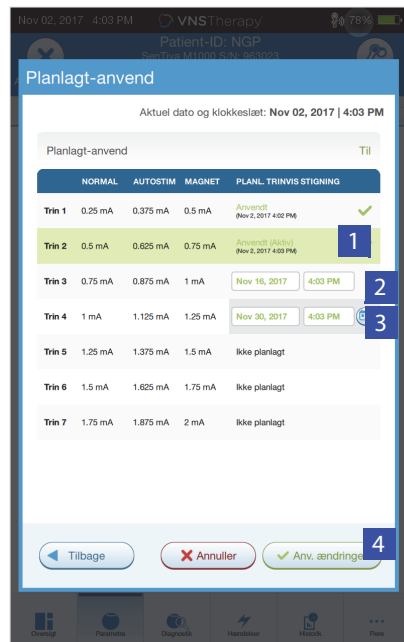 Nov 02, 2017 4:03 PM VNSTherapy 78%
Patient-ID: NGP
SenTiva M1000 S/N: 963023
Planlagt-anvend
Aktuel dato og klokkeslæt: Nov 02, 2017 | 4:03 PM
Planlagt-anvend Til
NORMAL AUTOSTIM MAGNET PLANL. TRINVIS STIGNING
Trin 1 0.25 mA 0.375 mA 0.5 mA Anvendt
(Nov 2, 2017 4:02 PM)
Trin 2 0.5 mA 0.625 mA 0.75 mA Anvendt (Aktiv) 1
(Nov 2, 2017 4:03 PM)
Trin 3 0.75 mA 0.875 mA 1 mA Nov 16, 2017 4:03 PM 2
Trin 4 1 mA 1.125 mA 1.25 mA Nov 30, 2017 4:03 PM 3
Trin 5 1.25 mA 1.375 mA 1.5 mA Ikke planlagt
Trin 6 1.5 mA 1.625 mA 1.75 mA Ikke planlagt
Trin 7 1.75 mA 1.875 mA 2 mA Ikke planlagt
4
Tilbage Annuller Anv. ændringe
Oversigt Parametre Diagnostik Hændelser Historik Flere